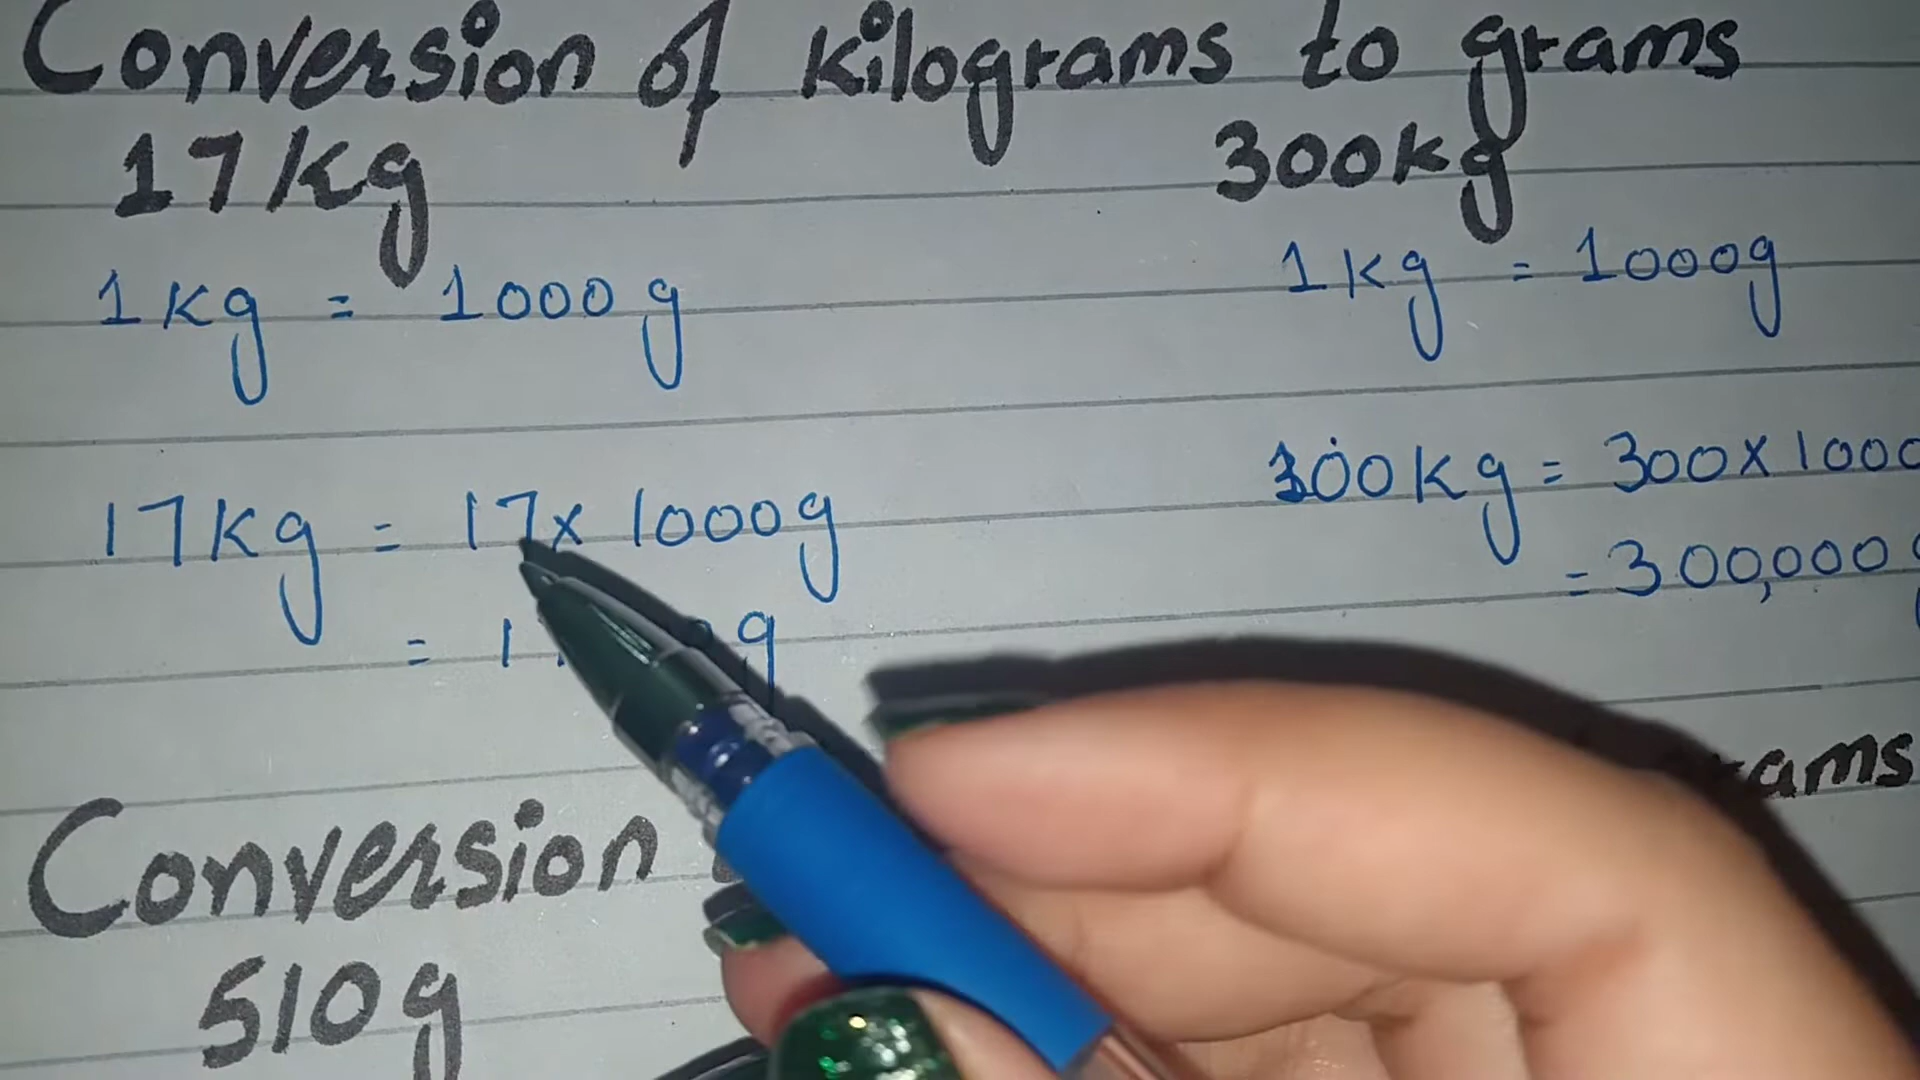 Conversion of kilograms to grams
17kg
300kg
1kg = 1000g
1kg = 1000g
17kg = 17x 1000g
300kg = 300x1000
= 300,000
Conversion
510g